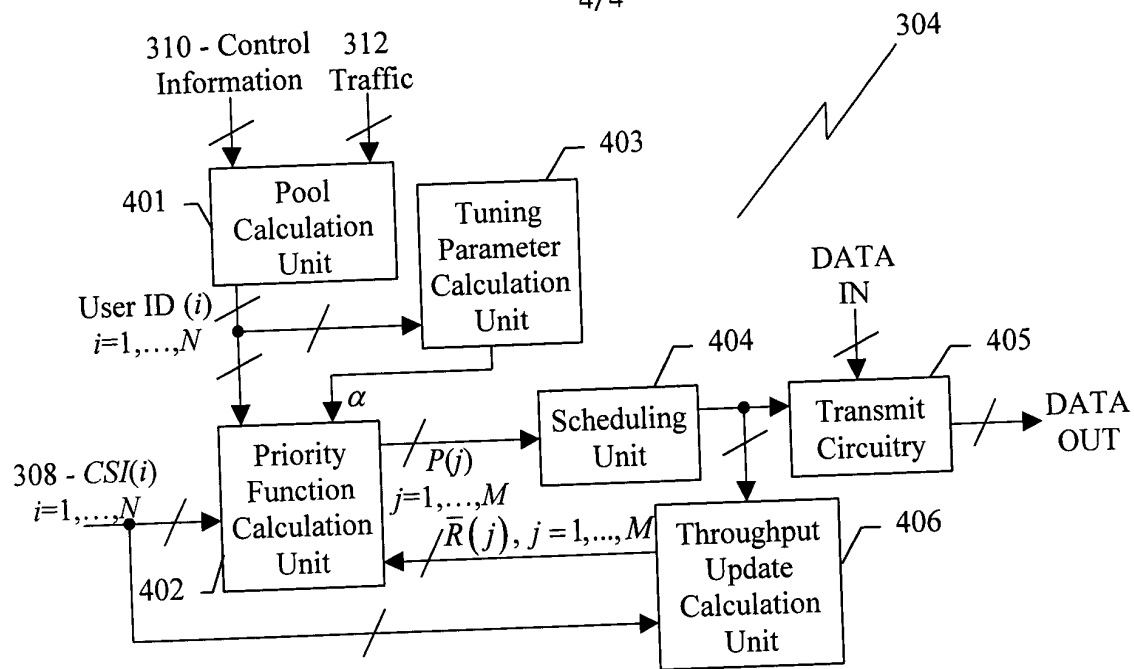 4/4
304
310 - Control
Information
312
Traffic
403
401
Pool
Calculation
Unit
Tuning
Parameter
Calculation
Unit
DATA
IN
User ID (i)
i=1,...,N
404
405
α
Scheduling
Unit
Transmit
Circuitry
DATA
OUT
308 - CSI(i)
i=1,...,N
Priority
Function
Calculation
Unit
P(j)
j=1,...,M
R̅(j), j = 1,..., M
402
Throughput
Update
Calculation
Unit
406